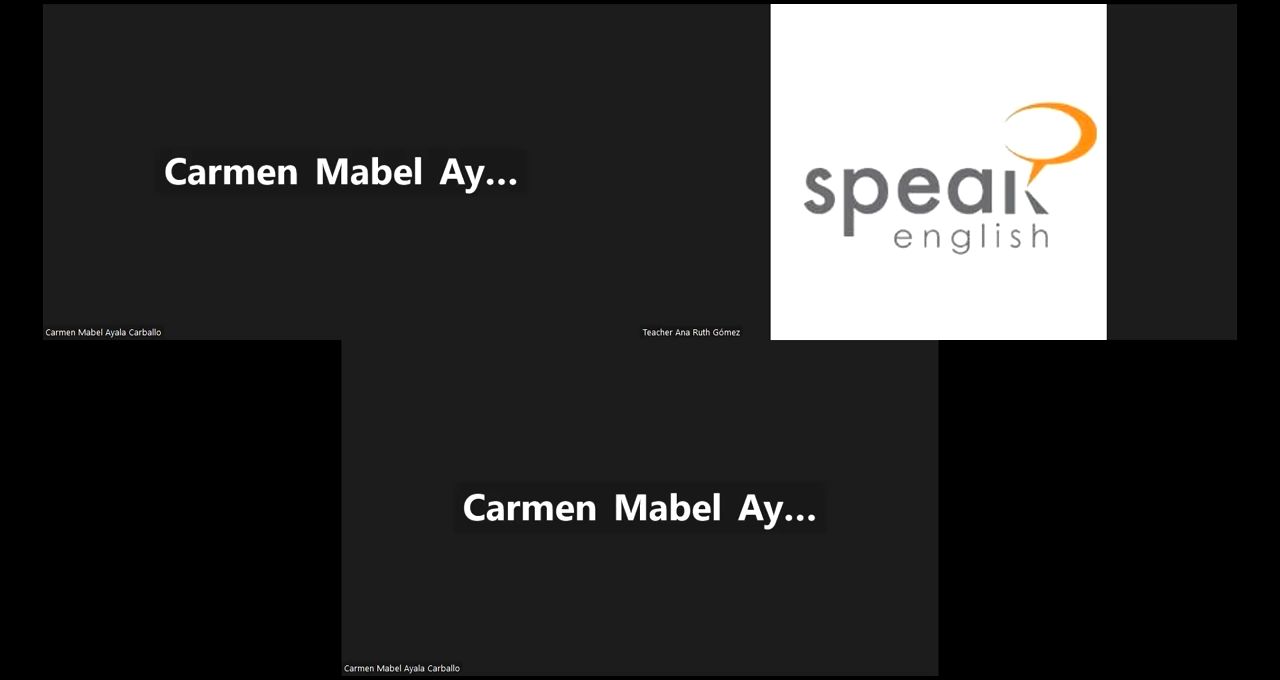 Carmen Mabel Ay...
speak
english
Carmen Mabel Ayala Carballo
Teacher Ana Ruth Gómez
Carmen Mabel Ay...
Carmen Mabel Ayala Carballo